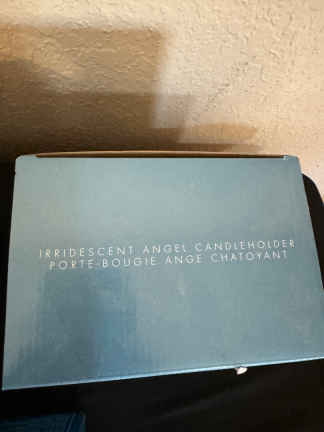 IRRIDESCENT ANGEL CANDLEHOLDER
PORTE-BOUGIE ANGE CHATOYANT